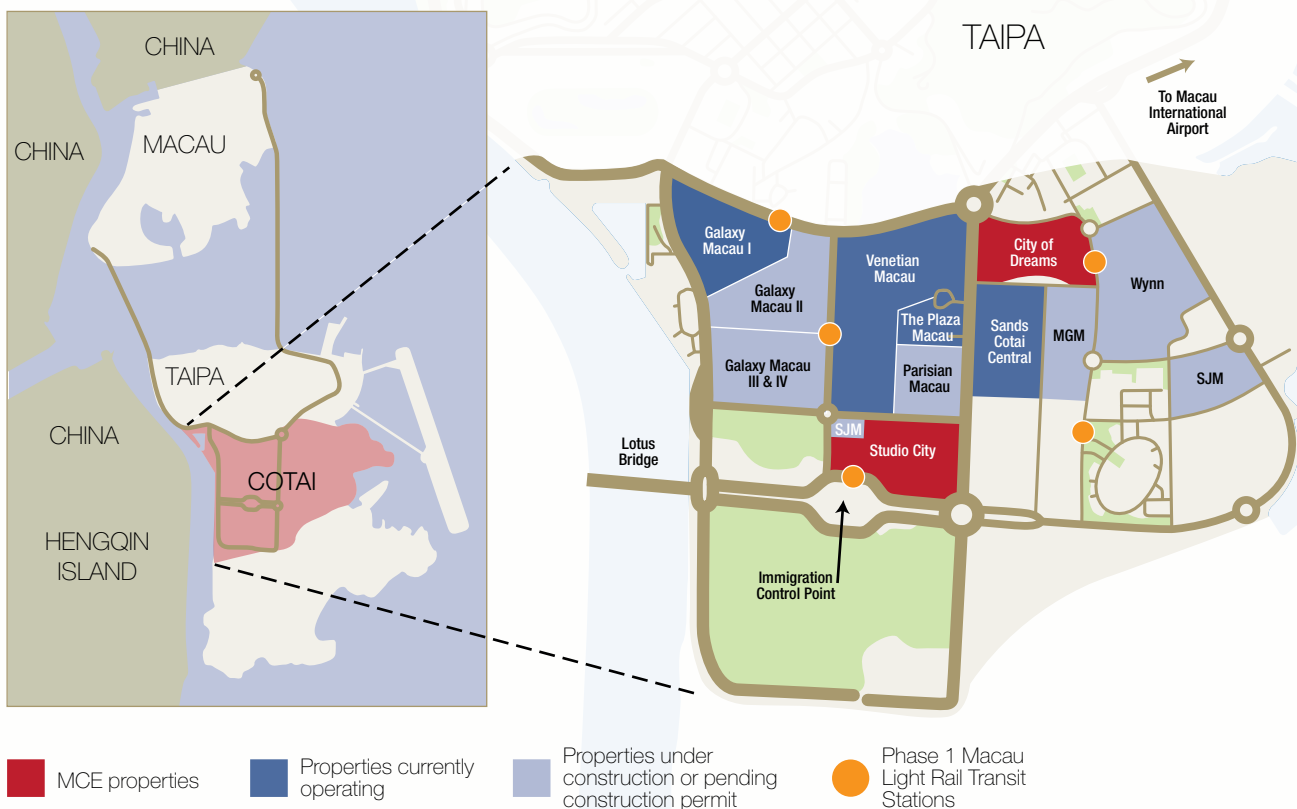 CHINA
MACAU
CHINA
TAIPA
CHINA
COTAI
HENGQIN
ISLAND
TAIPA
To Macau
International
Airport
Galaxy
Macau I
Galaxy
Macau II
Galaxy Macau
III & IV
Venetian
Macau
The Plaza
Macau
Parisian
Macau
City of
Dreams
Sands
Cotai
Central
MGM
Wynn
SJM
SJM
Studio City
Lotus
Bridge
Immigration
Control Point
MCE properties
Properties currently
operating
Properties under
construction or pending
construction permit
Phase 1 Macau
Light Rail Transit
Stations